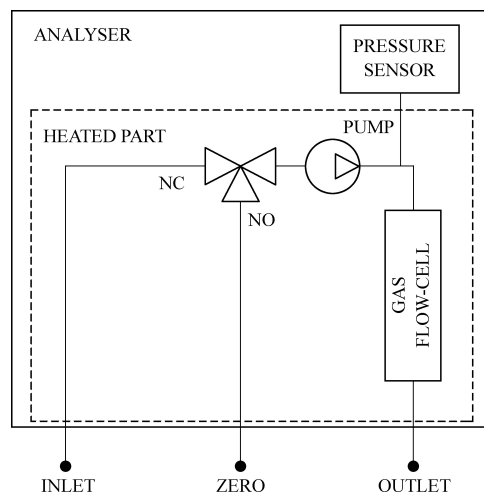 ANALYSER
PRESSURE
SENSOR
HEATED PART
PUMP
NC
NO
GAS
FLOW-CELL
INLET
ZERO
OUTLET